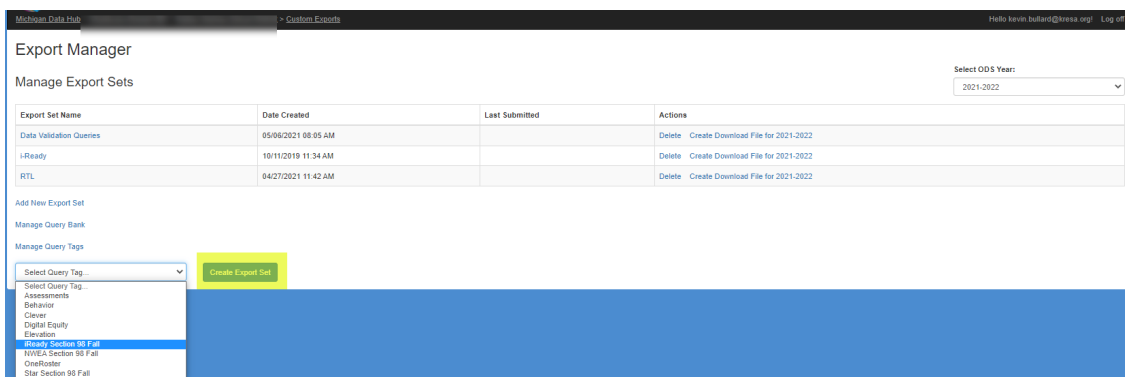 Michigan Data Hub > Custom Exports Hello kevin.bullard@kresa.org! Log off
Export Manager
Select ODS Year:
Manage Export Sets
2021-2022
Export Set Name Date Created Last Submitted Actions
Data Validation Queries 05/06/2021 08:05 AM Delete Create Download File for 2021-2022
i-Ready 10/11/2019 11:34 AM Delete Create Download File for 2021-2022
RTL 04/27/2021 11:42 AM Delete Create Download File for 2021-2022
Add New Export Set
Manage Query Bank
Manage Query Tags
Select Query Tag... Create Export Set
Select Query Tag...
Assessments
Behavior
Clever
Digital Equity
Elevation
iReady Section 98 Fall
NWEA Section 98 Fall
OneRoster
Star Section 98 Fall